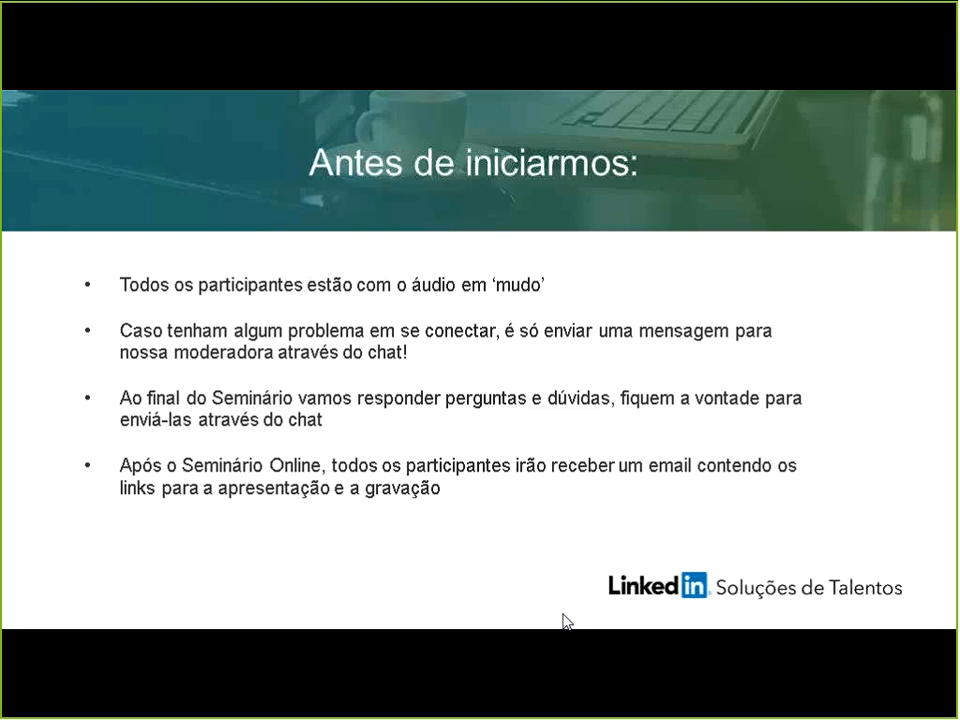 Antes de iniciarmos:
• Todos os participantes estão com o áudio em ‘mudo’
• Caso tenham algum problema em se conectar, é só enviar uma mensagem para
nossa moderadora através do chat!
• Ao final do Seminário vamos responder perguntas e dúvidas, fiquem a vontade para
enviá-las através do chat
• Após o Seminário Online, todos os participantes irão receber um email contendo os
links para a apresentação e a gravação
Linked in Soluções de Talentos